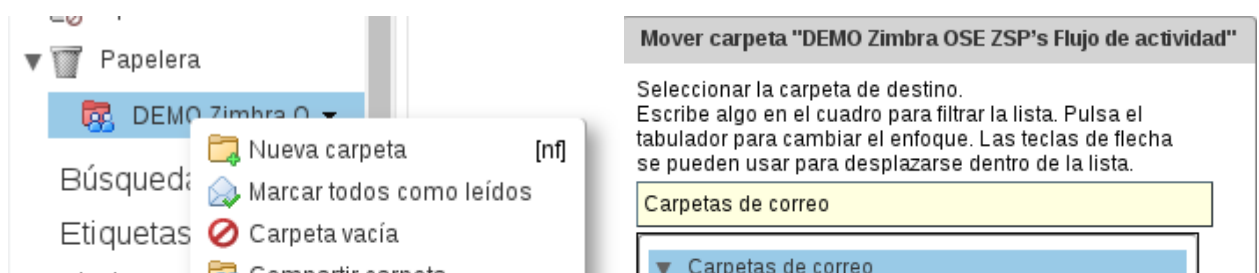 Papelera
DEMO Zimbra O
Nueva carpeta [nf]
Búsqueda
Marcar todos como leídos
Etiquetas
Carpeta vacía
Compartir carpeta
Mover carpeta "DEMO Zimbra OSE ZSP's Flujo de actividad"
Seleccionar la carpeta de destino.
Escribe algo en el cuadro para filtrar la lista. Pulsa el
tabulador para cambiar el enfoque. Las teclas de flecha
se pueden usar para desplazarse dentro de la lista.
Carpetas de correo
Carpetas de correo